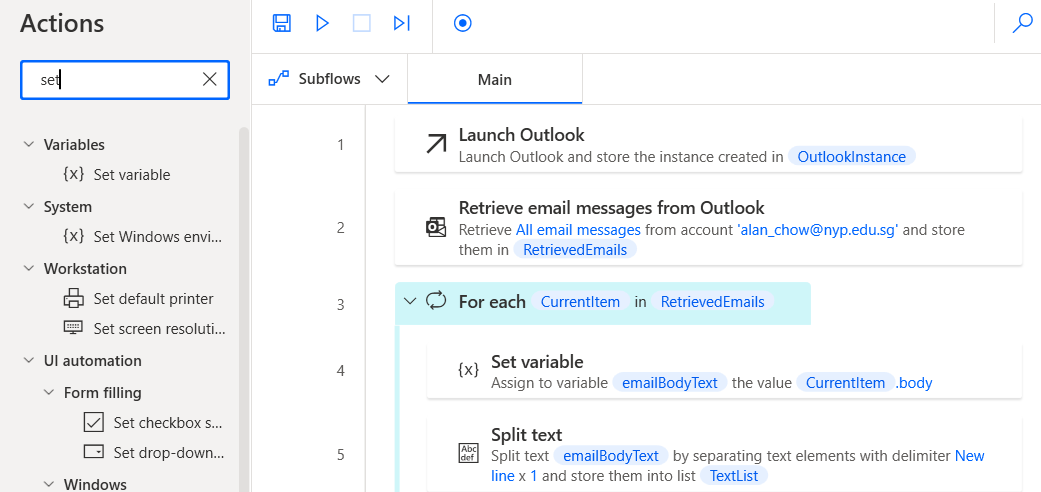 Actions
set
Variables
{x} Set variable
System
{x} Set Windows envi...
Workstation
Set default printer
Set screen resoluti...
UI automation
Form filling
Set checkbox s...
Set drop-down...
Windows
Subflows
Main
1
Launch Outlook
Launch Outlook and store the instance created in OutlookInstance
2
Retrieve email messages from Outlook
Retrieve All email messages from account 'alan_chow@nyp.edu.sg' and store
them in RetrievedEmails
3
For each CurrentItem in RetrievedEmails
4
{x}
Set variable
Assign to variable emailBodyText the value CurrentItem .body
5
Abc
def
Split text
Split text emailBodyText by separating text elements with delimiter New
line x 1 and store them into list TextList